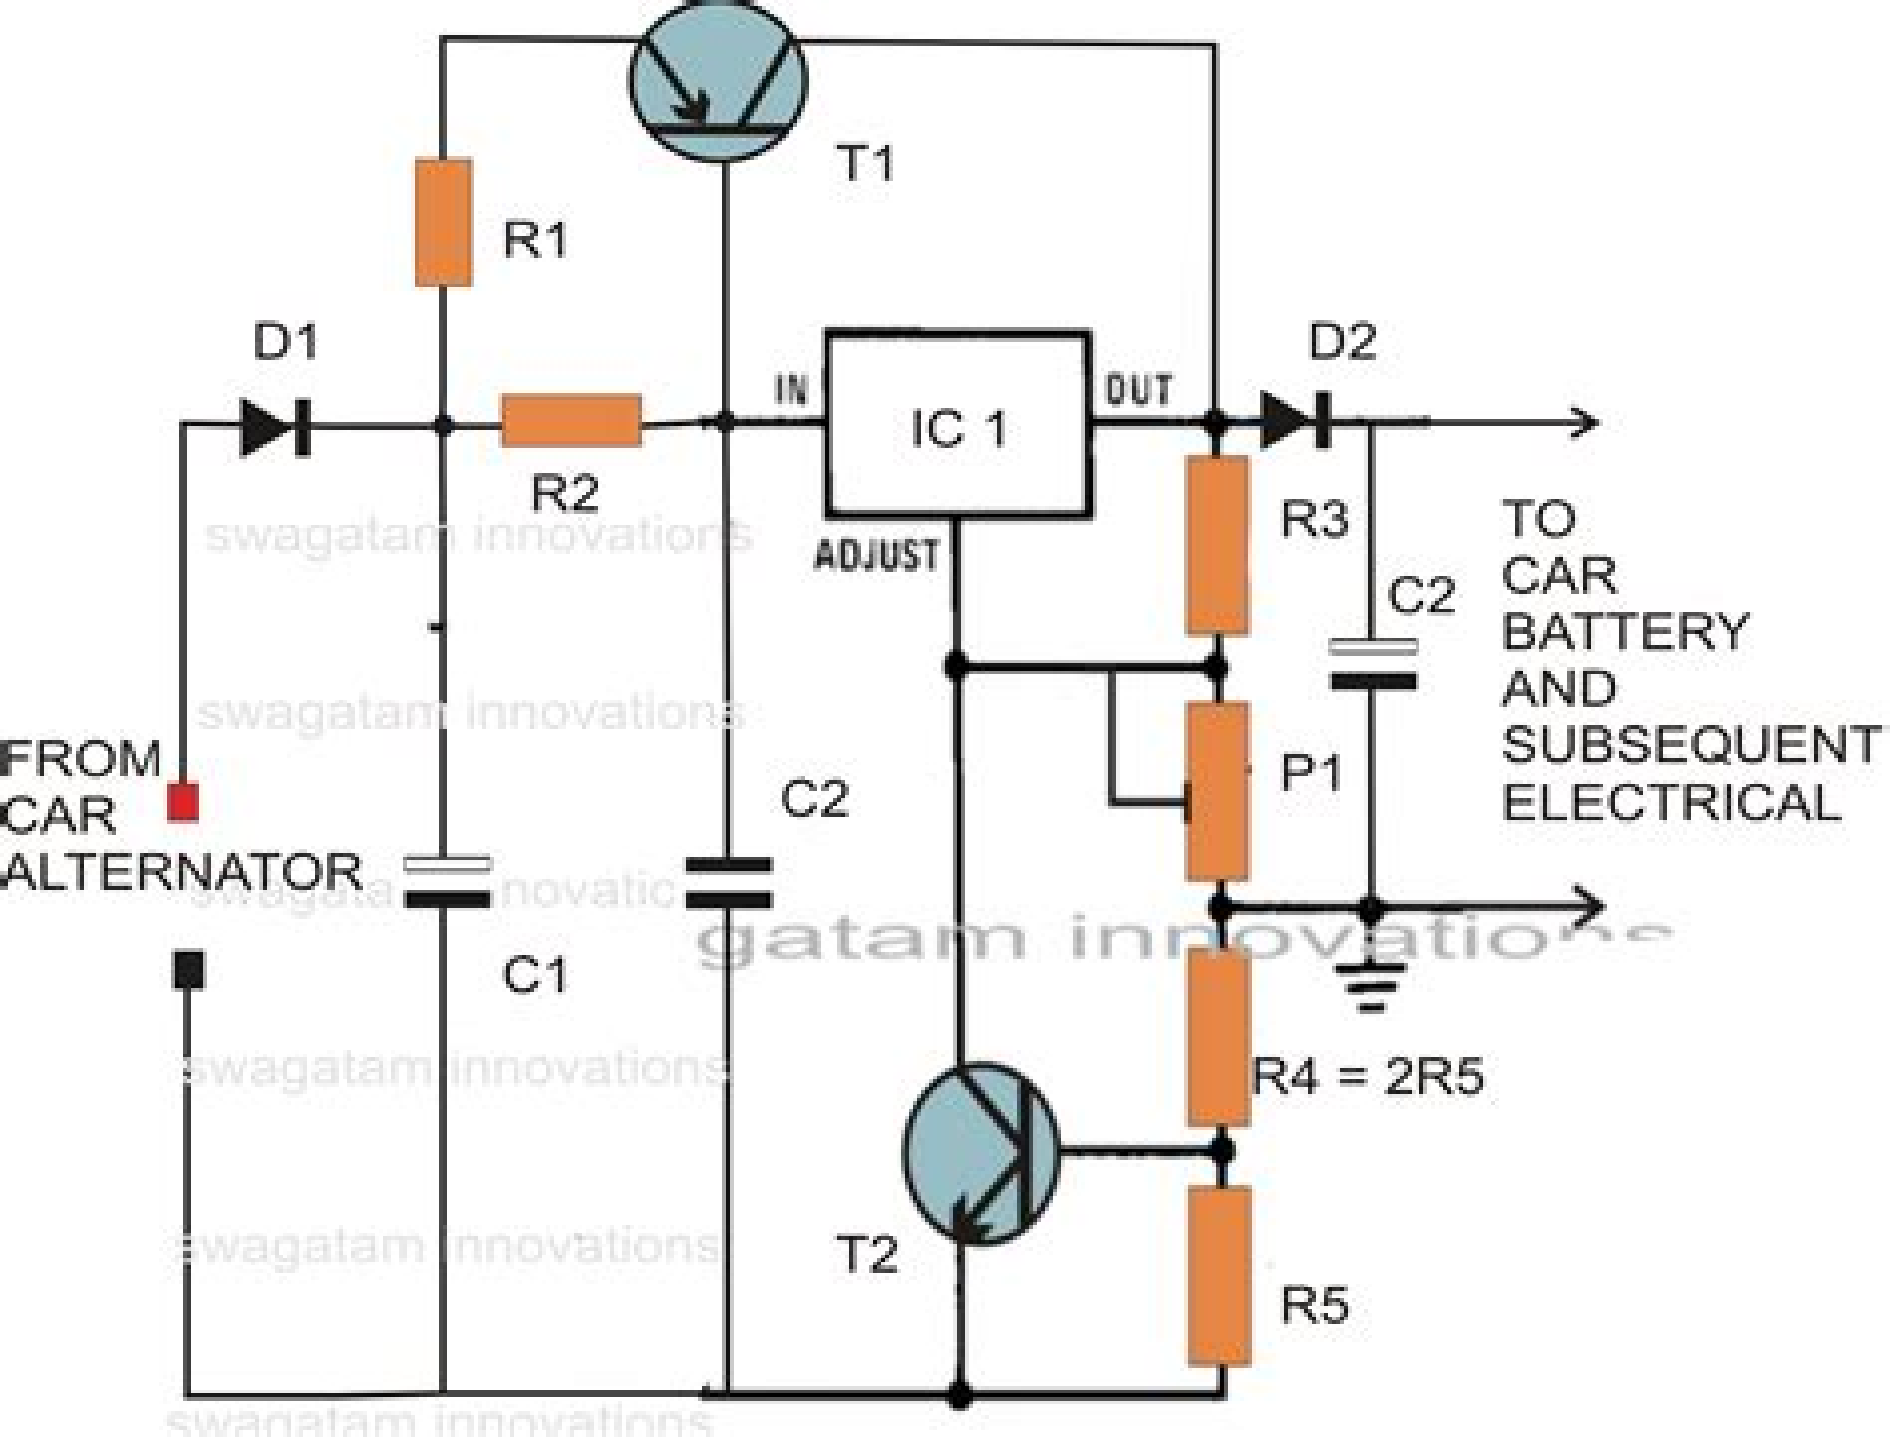 T1
R1
D1
D2
IN
OUT
IC 1
R2
R3
TO
CAR
BATTERY
AND
SUBSEQUENT
ELECTRICAL
swagatam innovations
ADJUST
C2
swagatam innovations
FROM
CAR
ALTERNATOR
P1
C2
swagata novatic
gatam innovations
C1
swagatam innovations
R4 = 2R5
T2
swagatam innovations
R5
swagatam innovations